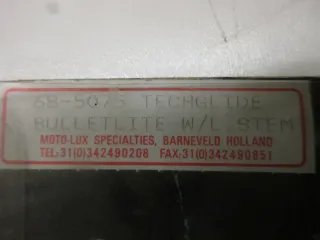 68-5075 TECHGLIDE
BULLETLITE W/L STEM
MOTO-LUX SPECIALTIES, BARNEVELD HOLLAND
TEL:31(0)342490208 FAX:31(0)342490851